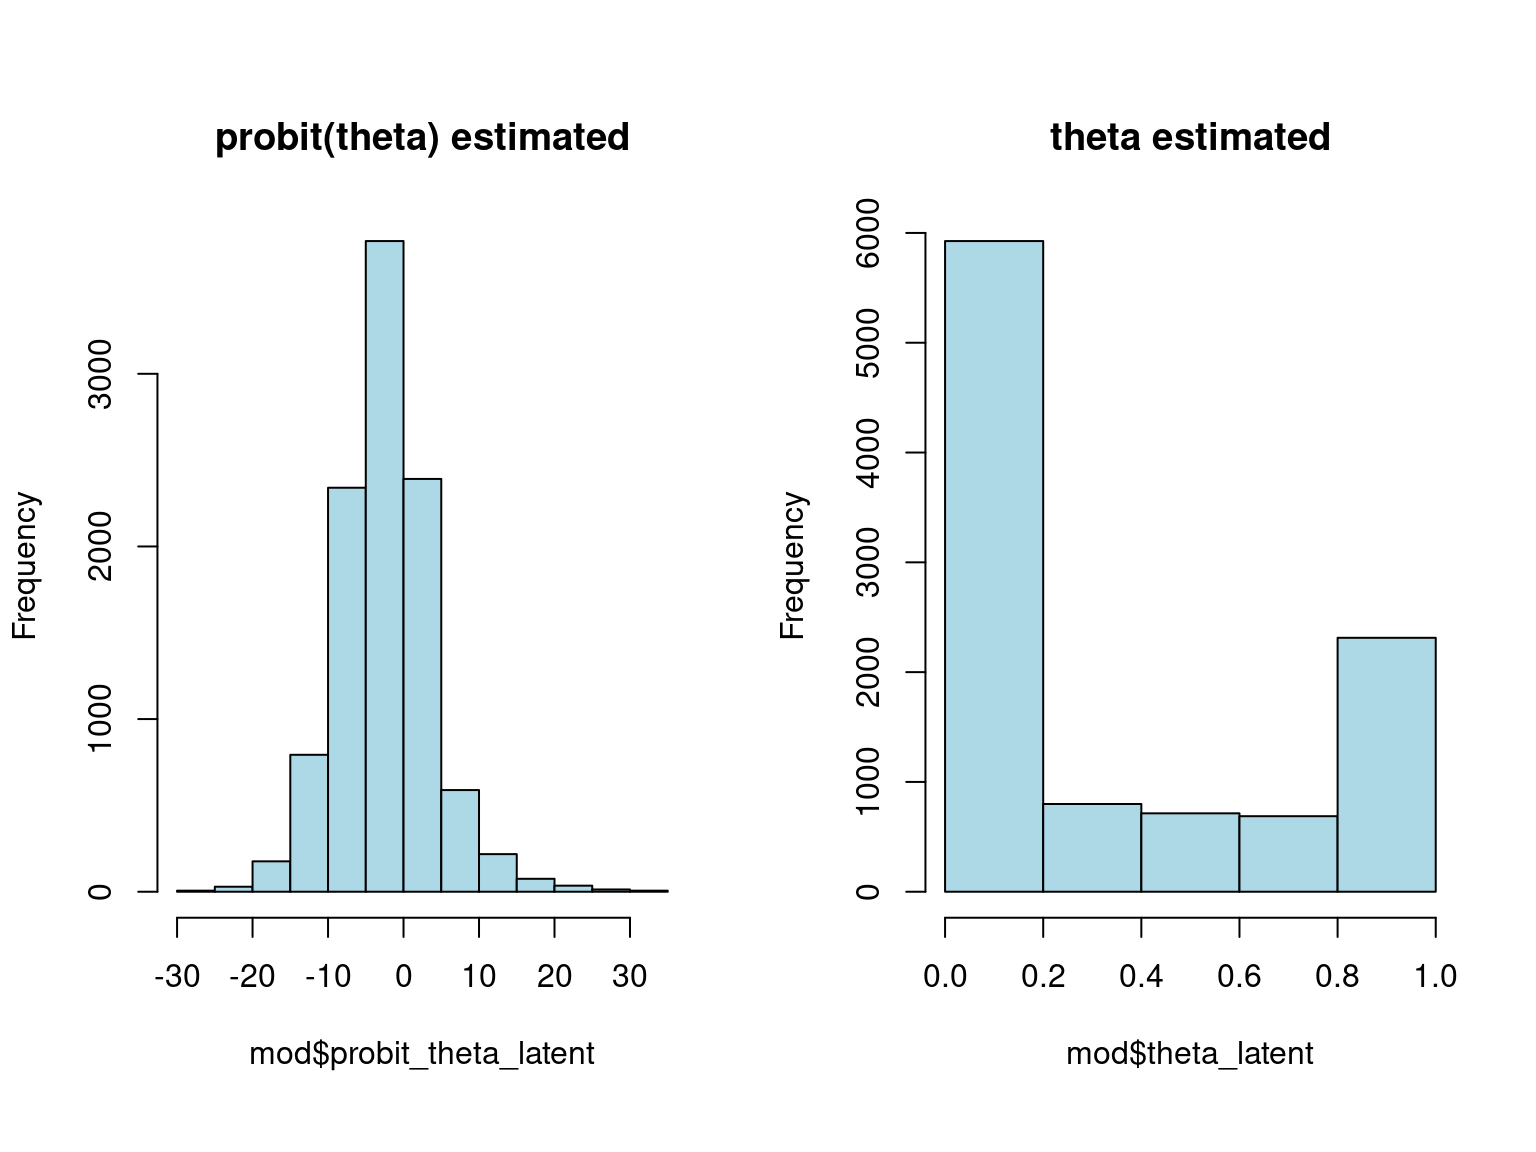 probit(theta) estimated
Frequency
3000
2000
1000
0
-30 -20 -10 0 10 20 30
mod$probit_theta_latent
theta estimated
Frequency
6000
5000
4000
3000
2000
1000
0
0.0 0.2 0.4 0.6 0.8 1.0
mod$theta_latent